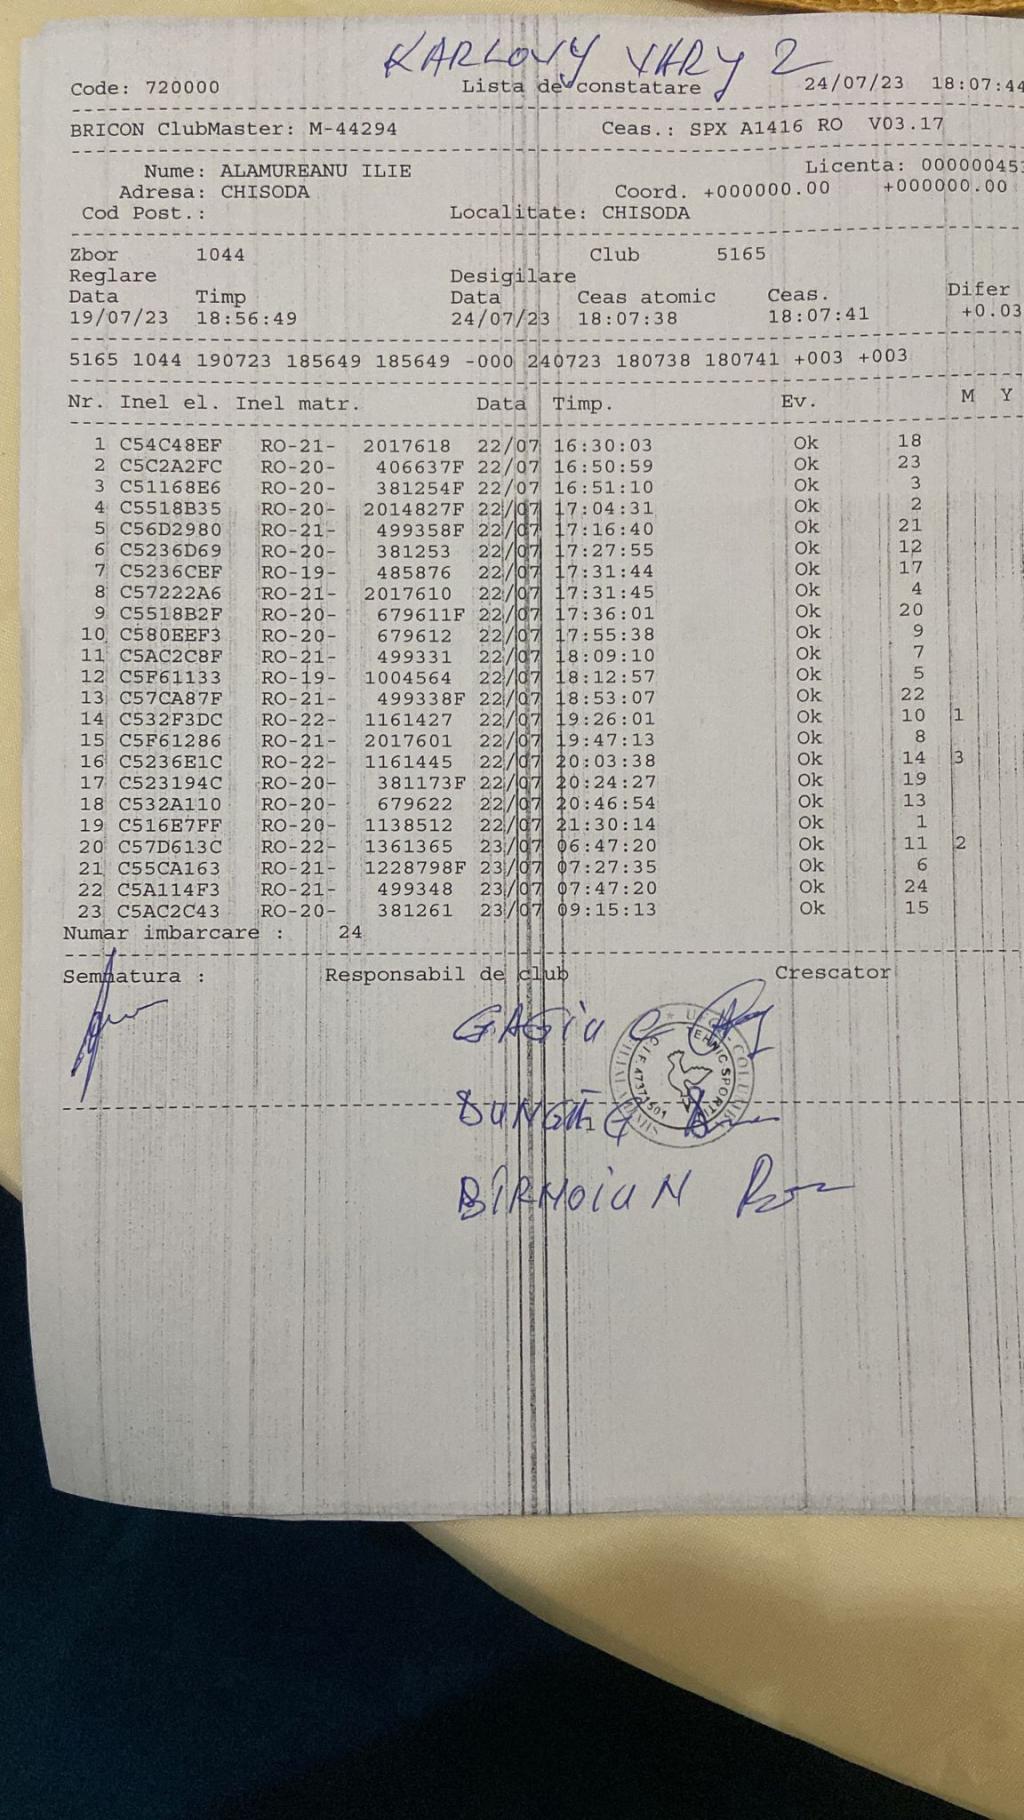 KARLOVY VARY 2
Code: 720000 Lista de constatare 24/07/23 18:07:44
BRICON ClubMaster: M-44294 Ceas.: SPX A1416 RO V03.17
Nume: ALAMUREANU ILIE Licenta: 000000451
Adresa: CHISODA Coord. +000000.00 +000000.00
Cod Post.: Localitate: CHISODA
Zbor 1044 Club 5165
Reglare Desigilare
Data Timp Data Ceas atomic Ceas. Difer
19/07/23 18:56:49 24/07/23 18:07:38 18:07:41 +0.03
5165 1044 190723 185649 185649 -000 240723 180738 180741 +003 +003
Nr. Inel el. Inel matr. Data Timp. Ev. M Y
1 C54C48EF RO-21- 2017618 22/07 16:30:03 Ok 18
2 C5C2A2FC RO-20- 406637F 22/07 16:50:59 Ok 23
3 C51168E6 RO-20- 381254F 22/07 16:51:10 Ok 3
4 C5518B35 RO-20- 2014827F 22/07 17:04:31 Ok 2
5 C56D2980 RO-21- 499358F 22/07 17:16:40 Ok 21
6 C5236D69 RO-20- 381253 22/07 17:27:55 Ok 12
7 C5236CEF RO-19- 485876 22/07 17:31:44 Ok 17
8 C57222A6 RO-21- 2017610 22/07 17:31:45 Ok 4
9 C5518B2F RO-20- 679611F 22/07 17:36:01 Ok 20
10 C580EEF3 RO-20- 679612 22/07 17:55:38 Ok 9
11 C5AC2C8F RO-21- 499331 22/07 18:09:10 Ok 7
12 C5F61133 RO-19- 1004564 22/07 18:12:57 Ok 5
13 C57CA87F RO-21- 499338F 22/07 18:53:07 Ok 22
14 C532F3DC RO-22- 1161427 22/07 19:26:01 Ok 10 1
15 C5F61286 RO-21- 2017601 22/07 19:47:13 Ok 8
16 C5236E1C RO-22- 1161445 22/07 20:03:38 Ok 14 3
17 C523194C RO-20- 381173F 22/07 20:24:27 Ok 19
18 C532A110 RO-20- 679622 22/07 20:46:54 Ok 13
19 C516E7FF RO-20- 1138512 22/07 21:30:14 Ok 1
20 C57D613C RO-22- 1361365 23/07 06:47:20 Ok 11 2
21 C55CA163 RO-21- 1228798F 23/07 07:27:35 Ok 6
22 C5A114F3 RO-21- 499348 23/07 07:47:20 Ok 24
23 C5AC2C43 RO-20- 381261 23/07 09:15:13 Ok 15
Numar imbarcare : 24
Semnatura : Responsabil de club Crescator
GAGIU C
TEHNIC SPORTIV
C.I.F. 47371501